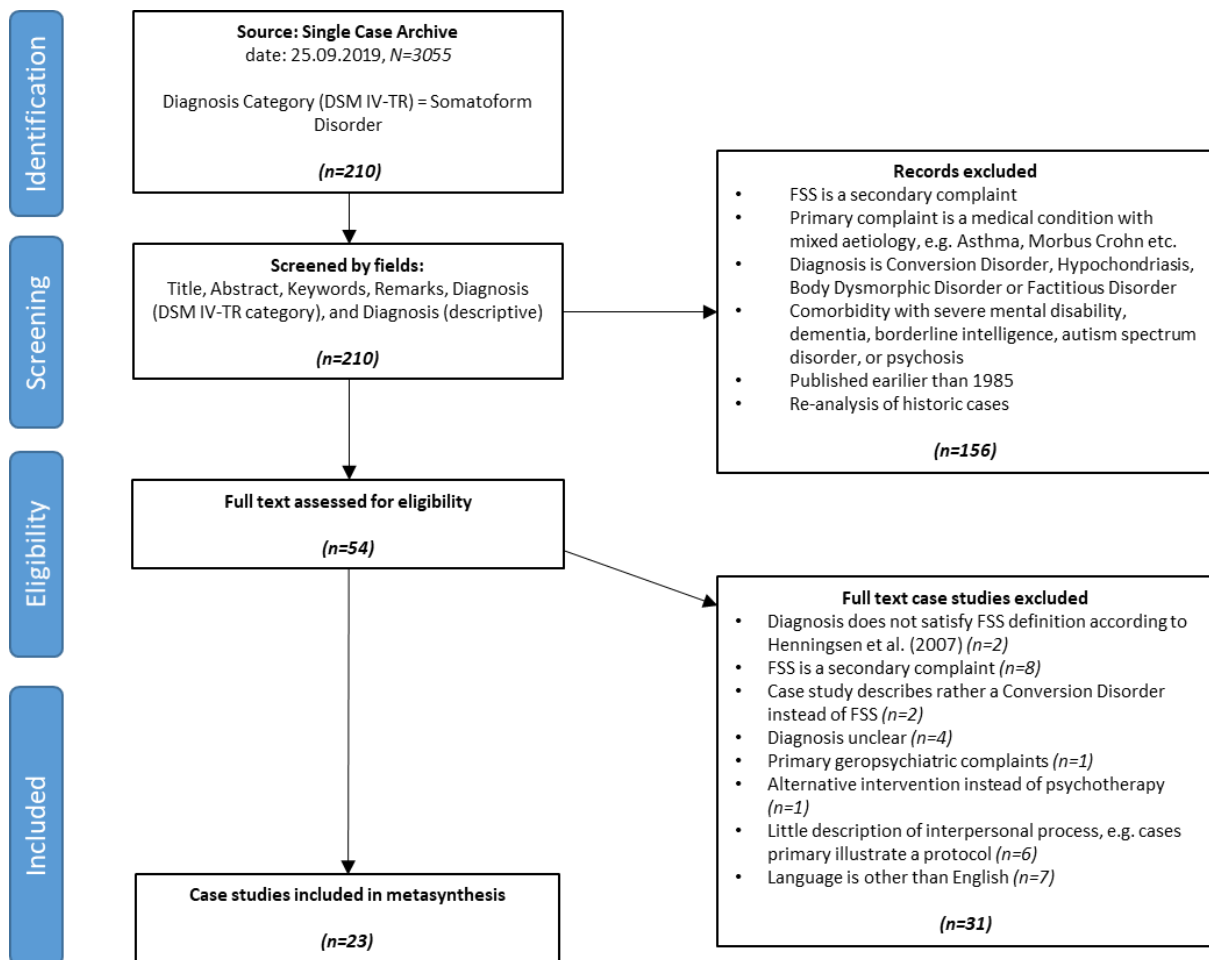 Identification
Source: Single Case Archive
date: 25.09.2019, N=3055
Diagnosis Category (DSM IV-TR) = Somatoform
Disorder
(n=210)
Screening
Screened by fields:
Title, Abstract, Keywords, Remarks, Diagnosis
(DSM IV-TR category), and Diagnosis (descriptive)
(n=210)
Records excluded
• FSS is a secondary complaint
• Primary complaint is a medical condition with
mixed aetiology, e.g. Asthma, Morbus Crohn etc.
• Diagnosis is Conversion Disorder, Hypochondriasis,
Body Dysmorphic Disorder or Factitious Disorder
• Comorbidity with severe mental disability,
dementia, borderline intelligence, autism spectrum
disorder, or psychosis
• Published earilier than 1985
• Re-analysis of historic cases
(n=156)
Eligibility
Full text assessed for eligibility
(n=54)
Full text case studies excluded
• Diagnosis does not satisfy FSS definition according to
Henningsen et al. (2007) (n=2)
• FSS is a secondary complaint (n=8)
• Case study describes rather a Conversion Disorder
instead of FSS (n=2)
• Diagnosis unclear (n=4)
• Primary geropsychiatric complaints (n=1)
• Alternative intervention instead of psychotherapy
(n=1)
• Little description of interpersonal process, e.g. cases
primary illustrate a protocol (n=6)
• Language is other than English (n=7)
(n=31)
Included
Case studies included in metasynthesis
(n=23)